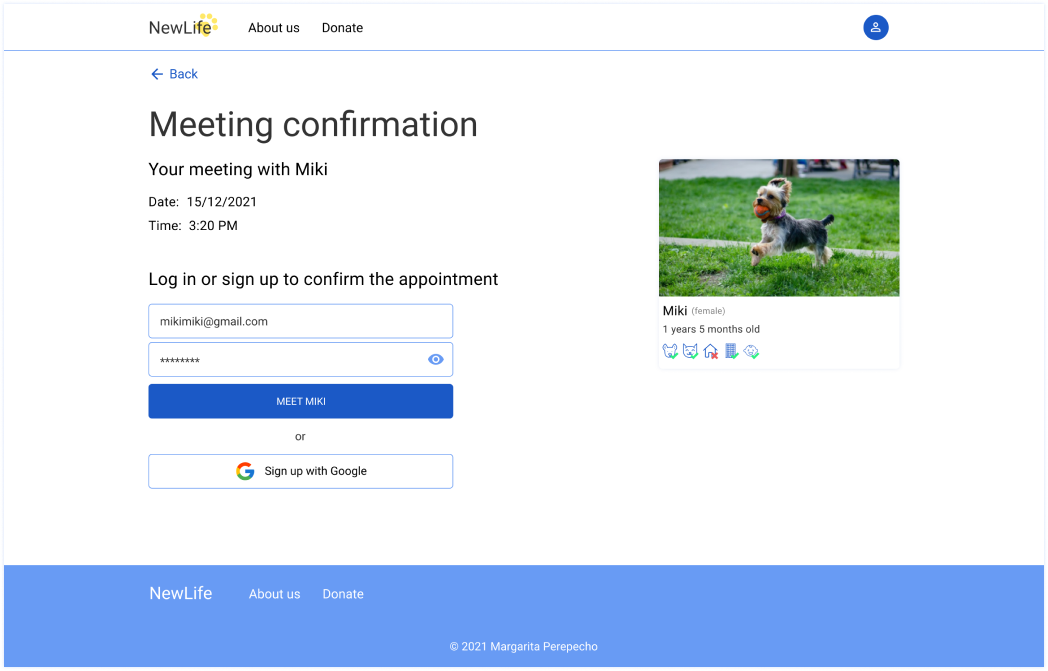 NewLife About us Donate
Back
Meeting confirmation
Your meeting with Miki
Date: 15/12/2021
Time: 3:20 PM
Log in or sign up to confirm the appointment
mikimiki@gmail.com
********
MEET MIKI
or
Sign up with Google
Miki (female)
1 years 5 months old
NewLife About us Donate
© 2021 Margarita Perepecho